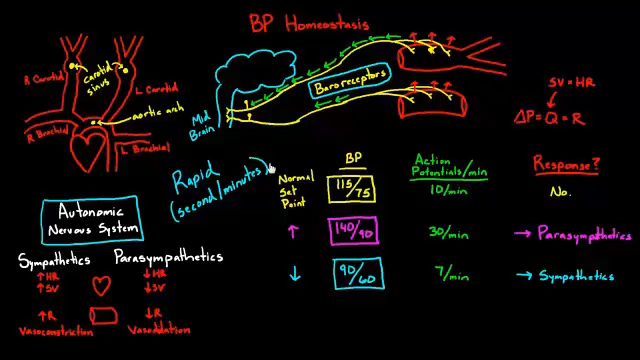 BP Homeostasis
R Carotid
carotid
sinus
L Carotid
aortic arch
R Brachial
L Brachial
Mid
Brain
Baroreceptors
SV = HR
ΔP = Q = R
Rapid
(second/minutes)
Autonomic
Nervous System
Sympathetics
Parasympathetics
↑HR
↑SV
↓HR
↓SV
↑R
Vasoconstriction
↓R
Vasodilation
BP
Action
Potentials/min
Response?
Normal
Set
Point
115/75
10/min
No.
↑
140/90
30/min
→ Parasympathetics
↓
90/60
7/min
→ Sympathetics